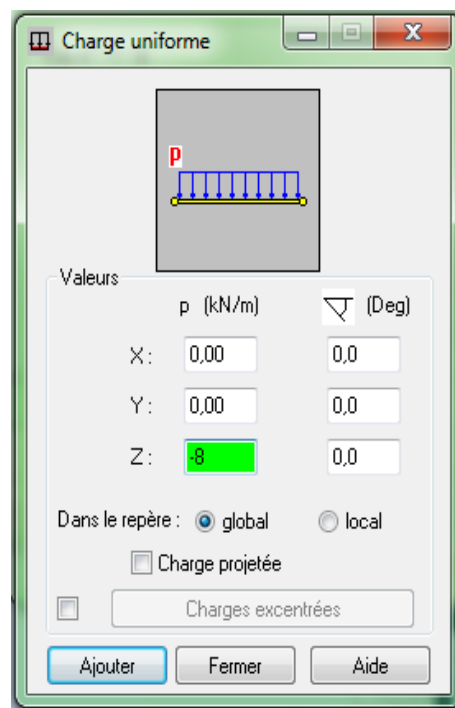 Charge uniforme
p
Valeurs
p (kN/m) (Deg)
X: 0,00 0,0
Y: 0,00 0,0
Z: -8 0,0
Dans le repère : global local
Charge projetée
Charges excentrées
Ajouter Fermer Aide